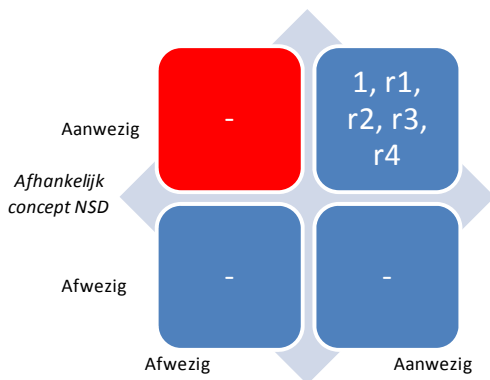 Aanwezig
-
1, r1,
r2, r3,
r4
Afhankelijk
concept NSD
Afwezig
-
-
Afwezig
Aanwezig